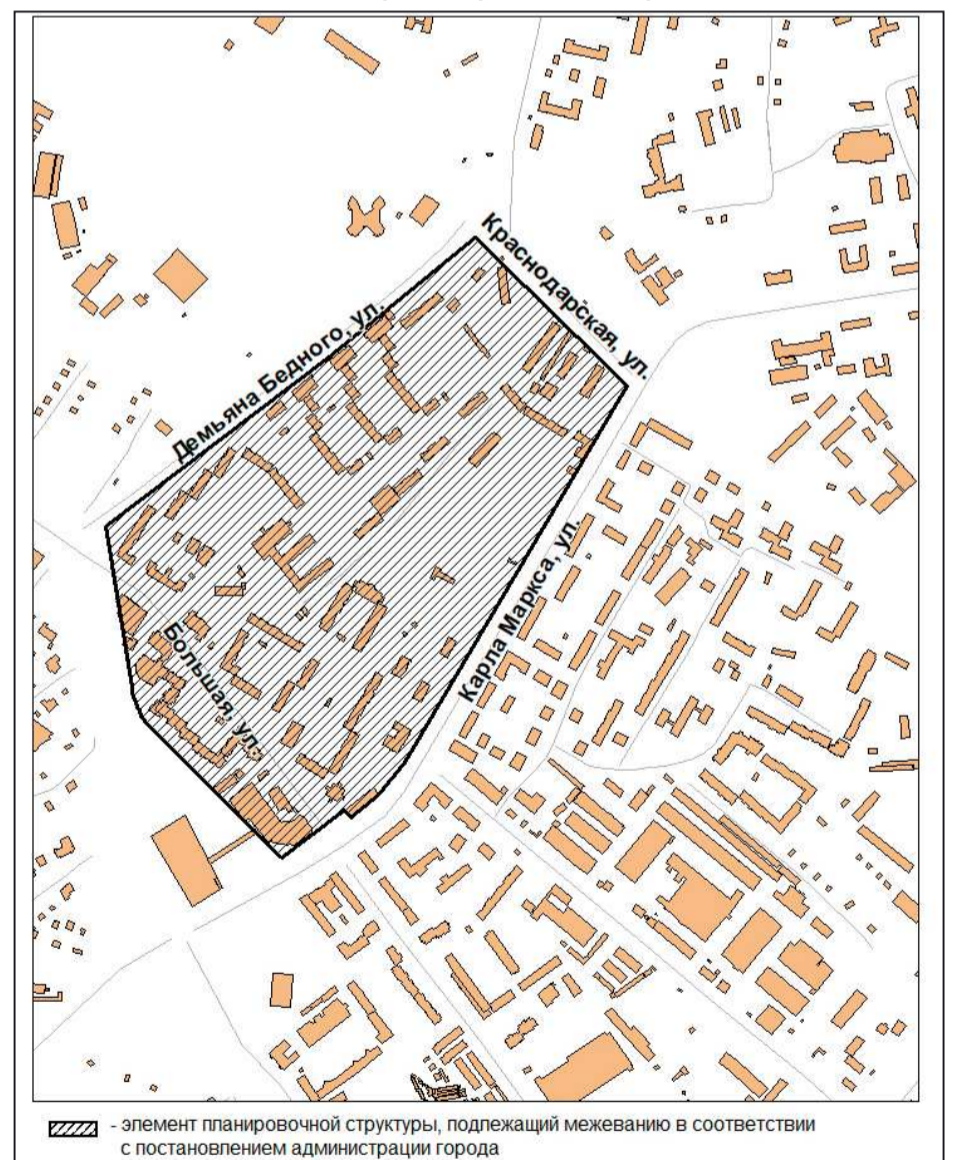 Краснодарская, ул.
Демьяна Бедного, ул.
Карла Маркса, ул.
Большая, ул.
- элемент планировочной структуры, подлежащий межеванию в соответствии
с постановлением администрации города